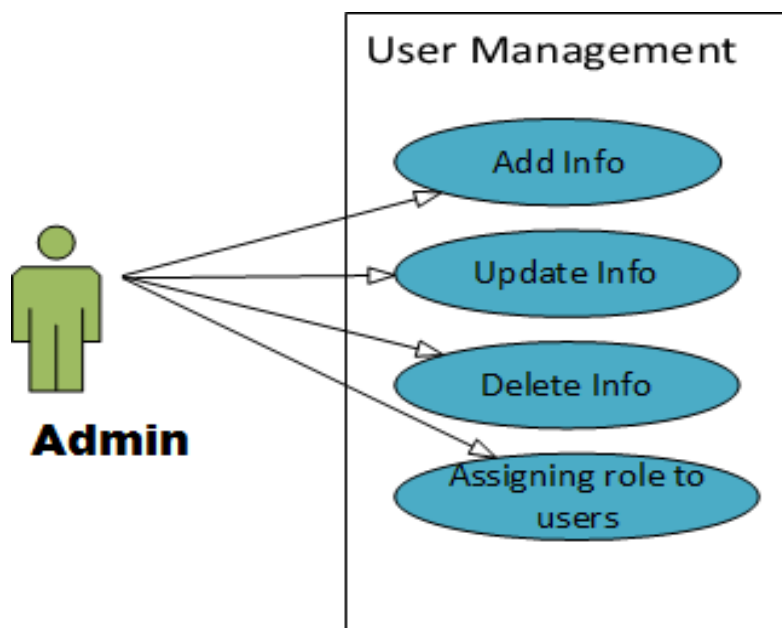 User Management
Add Info
Update Info
Delete Info
Assigning role to
users
Admin